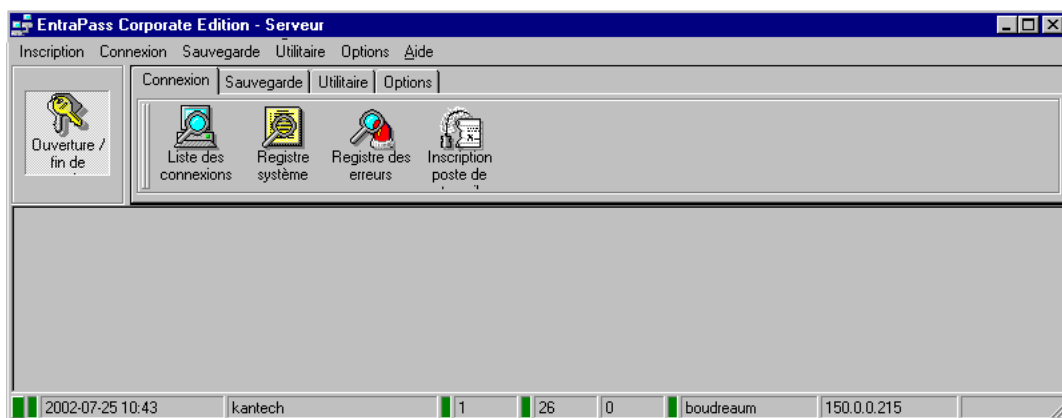 EntraPass Corporate Edition - Serveur
Inscription Connexion Sauvegarde Utilitaire Options Aide
Connexion Sauvegarde Utilitaire Options
Ouverture /
fin de
Liste des
connexions
Registre
système
Registre des
erreurs
Inscription
poste de
2002-07-25 10:43 kantech 1 26 0 boudreaum 150.0.0.215